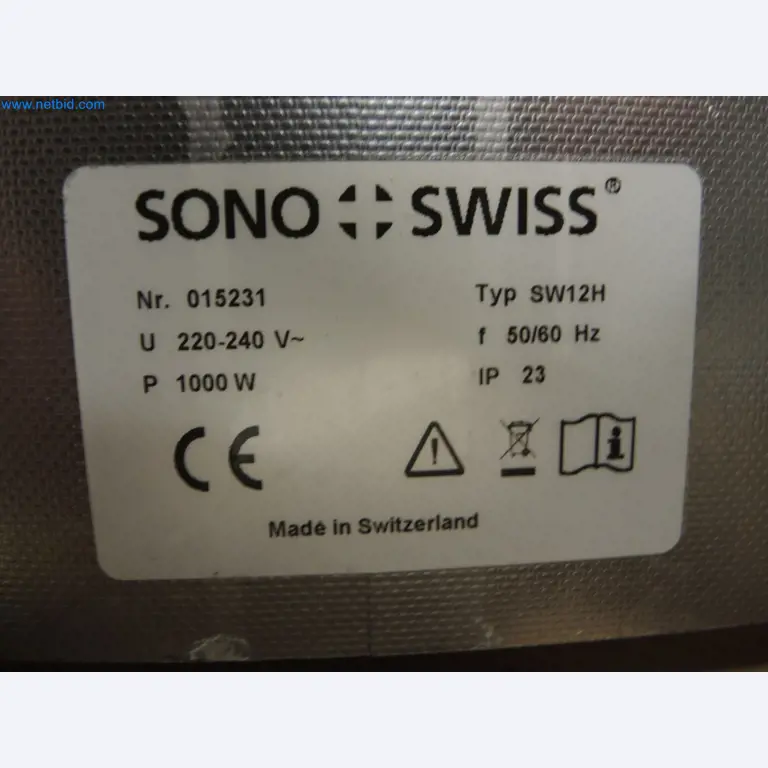 www.netbid.com
SONO SWISS®
Nr. 015231 Typ SW12H
U 220-240 V~ f 50/60 Hz
P 1000 W IP 23
CE
Made in Switzerland